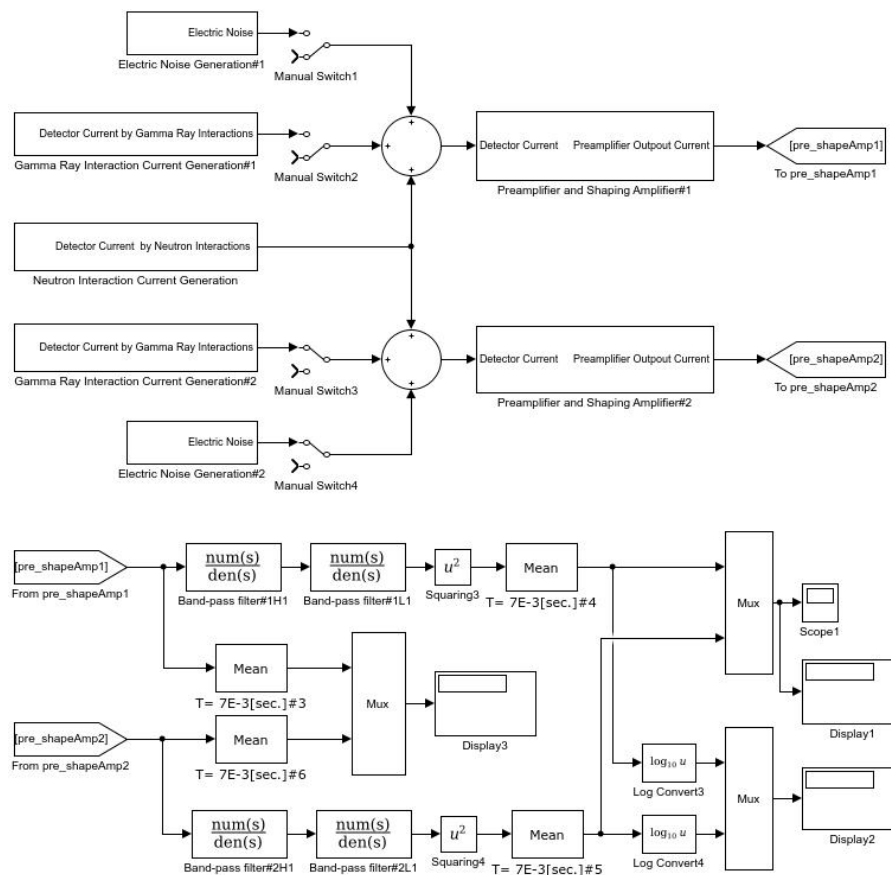 Electric Noise
Electric Noise Generation#1
Manual Switch1
Detector Current by Gamma Ray Interactions
Gamma Ray Interaction Current Generation#1
Manual Switch2
+
+
+
Detector Current Preamplifier Outpout Current
Preamplifier and Shaping Amplifier#1
[pre_shapeAmp1]
To pre_shapeAmp1
Detector Current by Neutron Interactions
Neutron Interaction Current Generation
Detector Current by Gamma Ray Interactions
Gamma Ray Interaction Current Generation#2
Manual Switch3
+
+
+
Detector Current Preamplifier Outpout Current
Preamplifier and Shaping Amplifier#2
[pre_shapeAmp2]
To pre_shapeAmp2
Electric Noise
Electric Noise Generation#2
Manual Switch4
[pre_shapeAmp1]
From pre_shapeAmp1
num(s)
den(s)
Band-pass filter#1H1
num(s)
den(s)
Band-pass filter#1L1
u²
Squaring3
Mean
T= 7E-3[sec.]#4
Mux
Scope1
Display1
Mean
T= 7E-3[sec.]#3
Mux
Display3
[pre_shapeAmp2]
From pre_shapeAmp2
Mean
T= 7E-3[sec.]#6
log₁₀ u
Log Convert3
Mux
Display2
num(s)
den(s)
Band-pass filter#2H1
num(s)
den(s)
Band-pass filter#2L1
u²
Squaring4
Mean
T= 7E-3[sec.]#5
log₁₀ u
Log Convert4